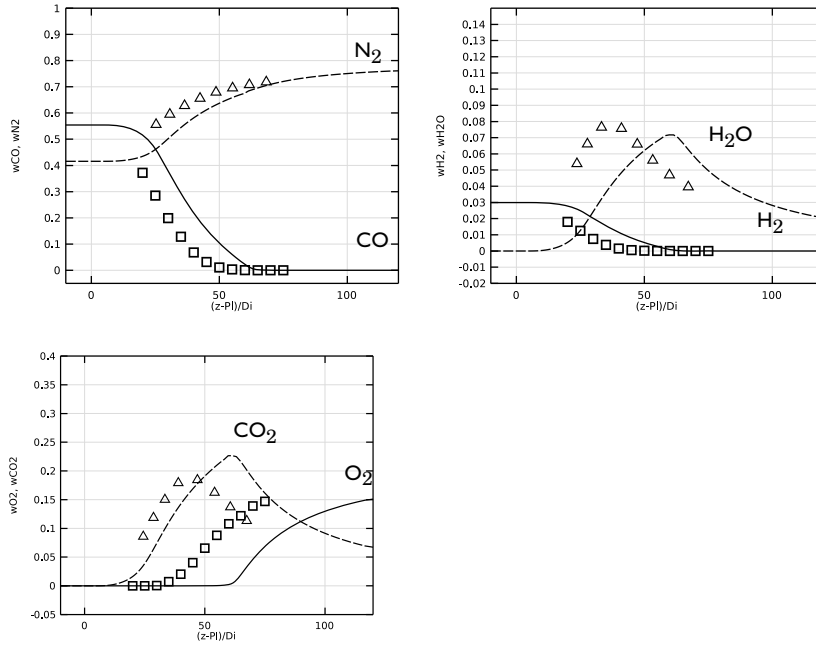 1
0.9
0.8
0.7
0.6
0.5
0.4
0.3
0.2
0.1
0
wCO, wN2
N2
CO
0 50 100
(z-Pl)/Di
0.14
0.13
0.12
0.11
0.1
0.09
0.08
0.07
0.06
0.05
0.04
0.03
0.02
0.01
0
-0.01
-0.02
wH2, wH2O
H2O
H2
0 50 100
(z-Pl)/Di
0.4
0.35
0.3
0.25
0.2
0.15
0.1
0.05
0
-0.05
wO2, wCO2
CO2
O2
0 50 100
(z-Pl)/Di